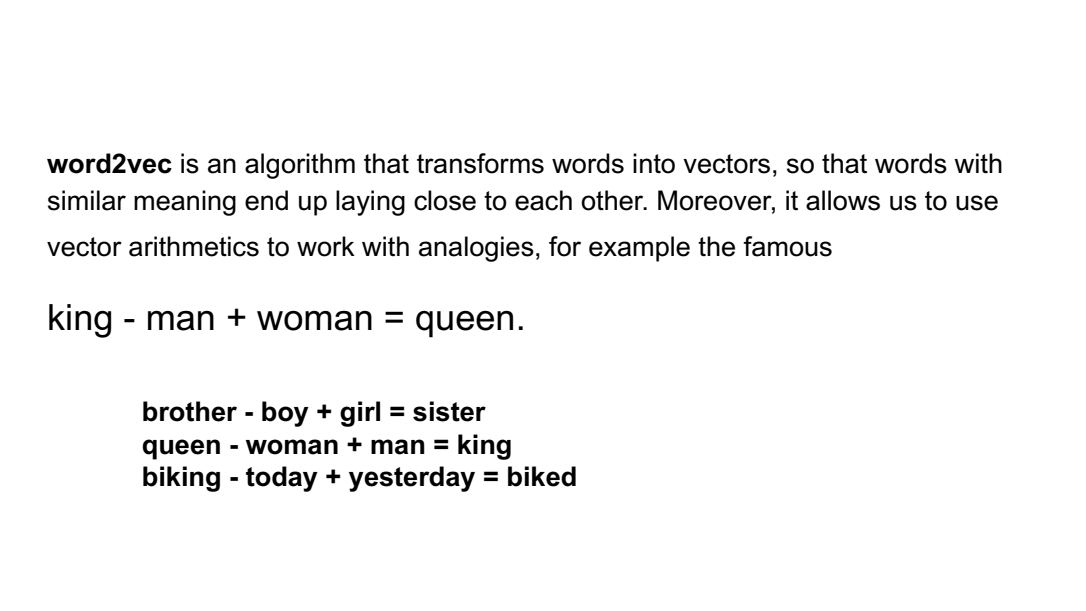 word2vec is an algorithm that transforms words into vectors, so that words with
similar meaning end up laying close to each other. Moreover, it allows us to use
vector arithmetics to work with analogies, for example the famous
king - man + woman = queen.
brother - boy + girl = sister
queen - woman + man = king
biking - today + yesterday = biked